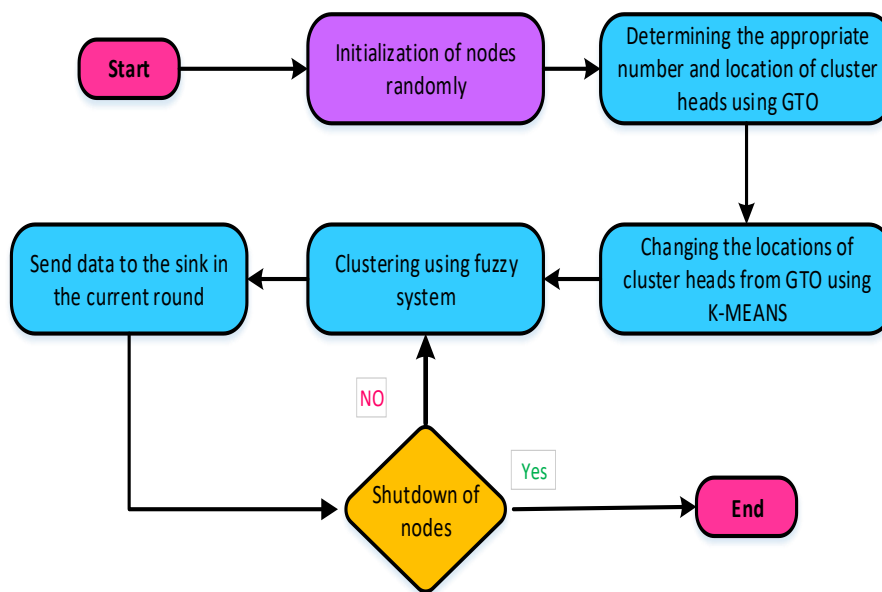 Start
Initialization of nodes
randomly
Determining the appropriate
number and location of cluster
heads using GTO
Send data to the sink in
the current round
Clustering using fuzzy
system
Changing the locations of
cluster heads from GTO using
K-MEANS
NO
Yes
Shutdown of
nodes
End